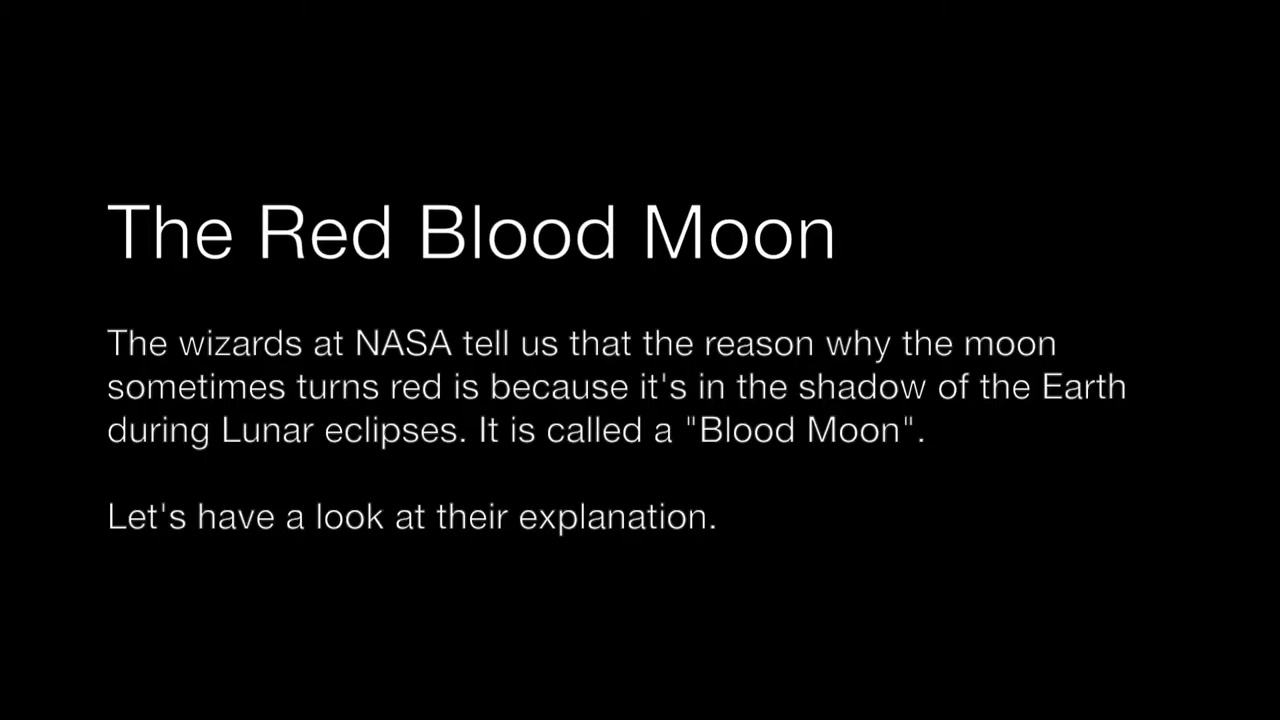 The Red Blood Moon
The wizards at NASA tell us that the reason why the moon
sometimes turns red is because it's in the shadow of the Earth
during Lunar eclipses. It is called a "Blood Moon".
Let's have a look at their explanation.